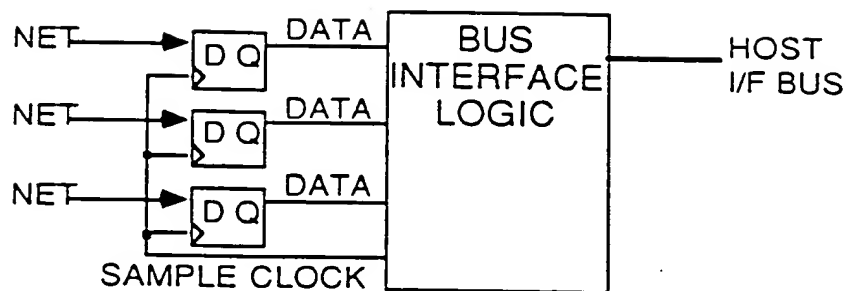 NET
D Q
DATA
NET
D Q
DATA
NET
D Q
DATA
SAMPLE CLOCK
BUS
INTERFACE
LOGIC
HOST
I/F BUS